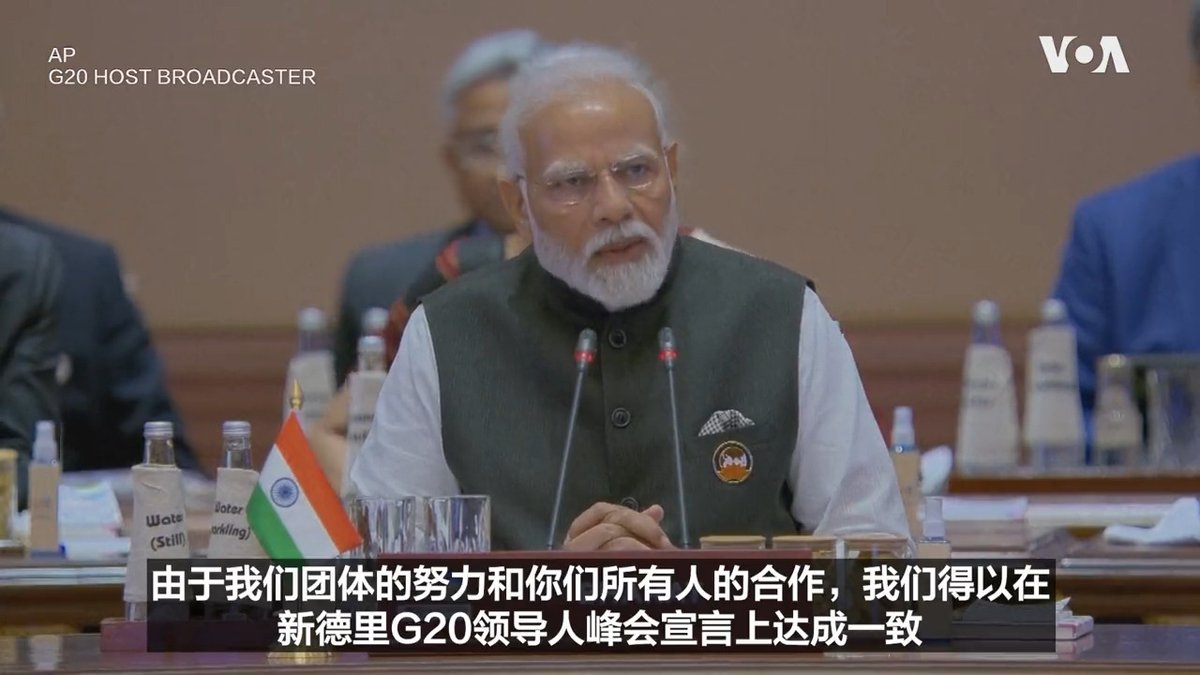 AP
G20 HOST BROADCASTER
VOA
Water
(Still)
Water
由于我们团体的努力和你们所有人的合作，我们得以在
新德里G20领导人峰会宣言上达成一致